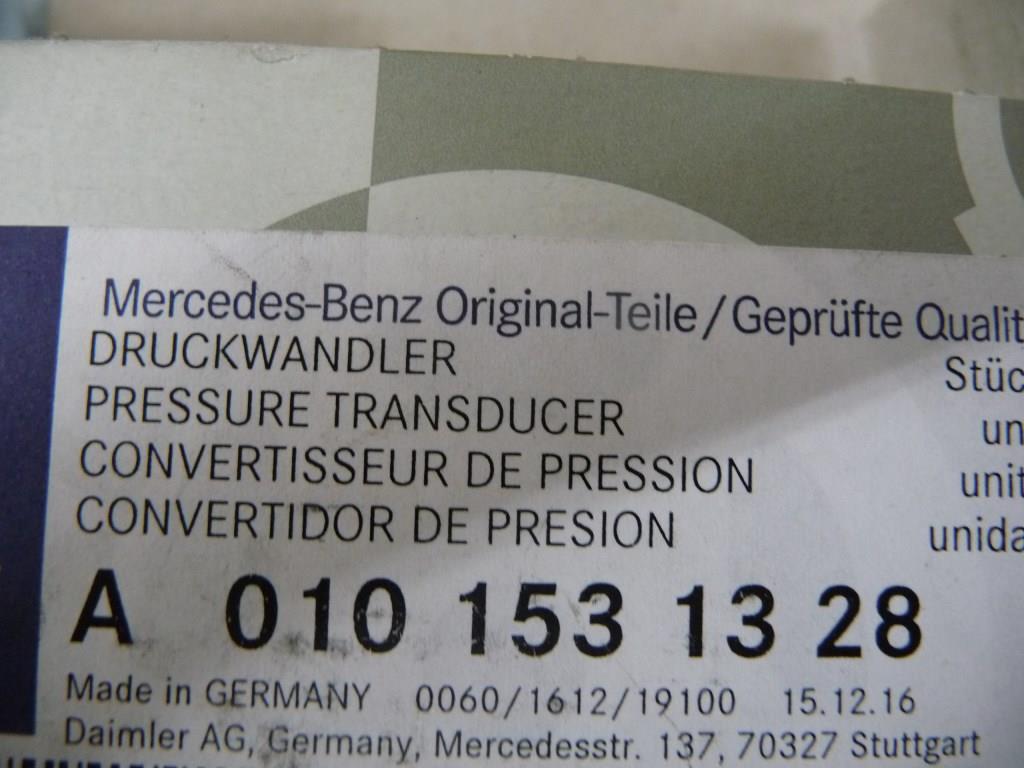 Mercedes-Benz Original-Teile/Geprüfte Qualit
DRUCKWANDLER Stüc
PRESSURE TRANSDUCER un
CONVERTISSEUR DE PRESSION unit
CONVERTIDOR DE PRESION unida
A 010 153 13 28
Made in GERMANY 0060/1612/19100 15.12.16
Daimler AG, Germany, Mercedesstr. 137, 70327 Stuttgart